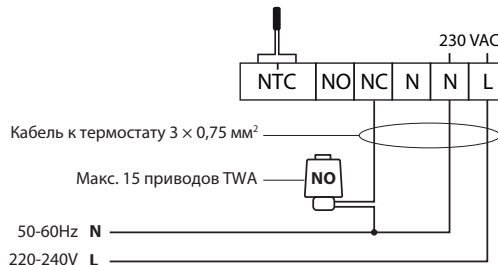 230 VAC
NTC NO NC N N L
Кабель к термостату 3 × 0,75 мм²
Макс. 15 приводов TWA NO
50-60Hz N
220-240V L